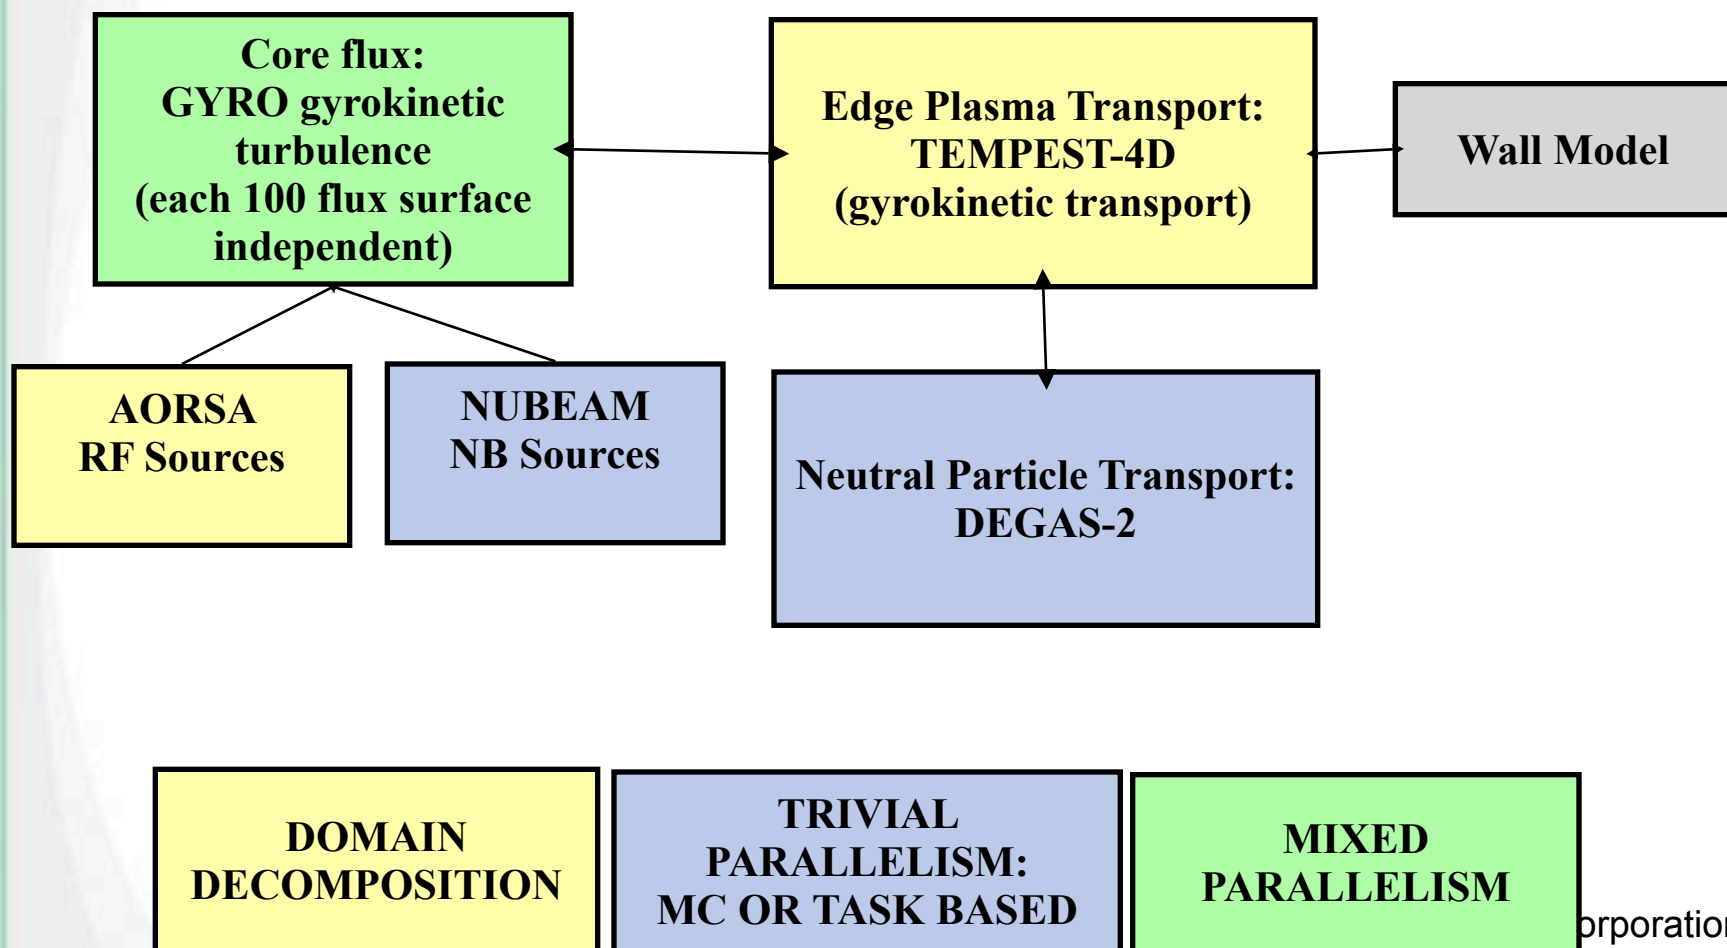 Core flux:
GYRO gyrokinetic
turbulence
(each 100 flux surface
independent)
Edge Plasma Transport:
TEMPEST-4D
(gyrokinetic transport)
Wall Model
AORSA
RF Sources
NUBEAM
NB Sources
Neutral Particle Transport:
DEGAS-2
DOMAIN
DECOMPOSITION
TRIVIAL
PARALLELISM:
MC OR TASK BASED
MIXED
PARALLELISM
orporation